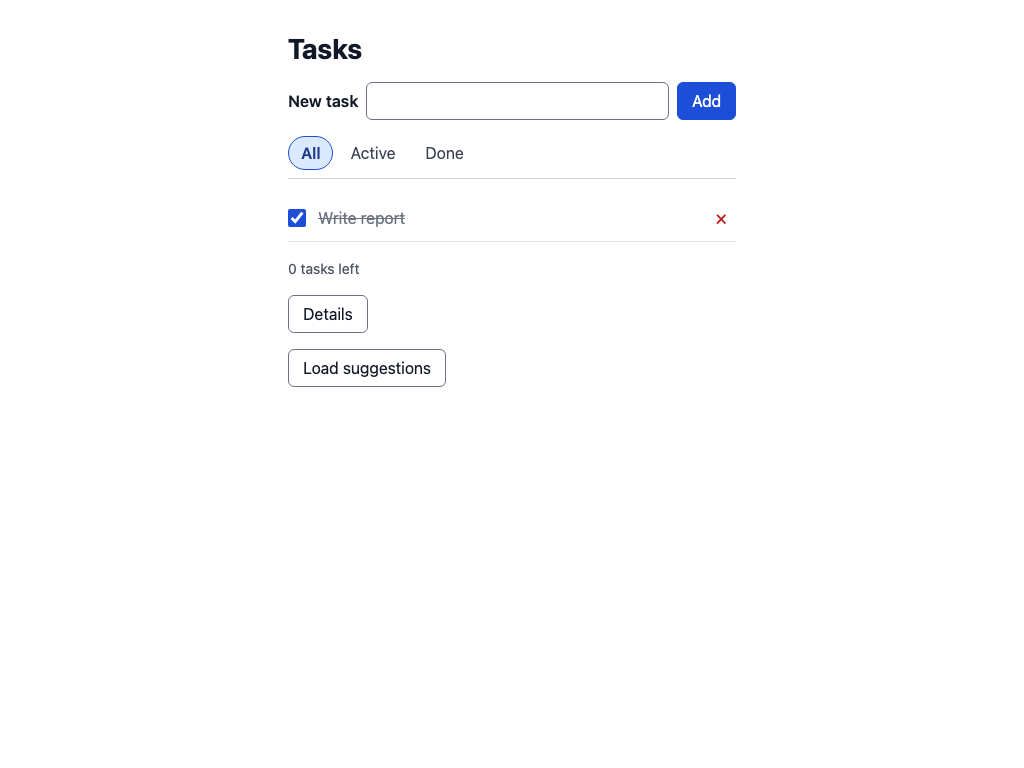 Tasks
New task Add
All Active Done
Write report ×
0 tasks left
Details
Load suggestions